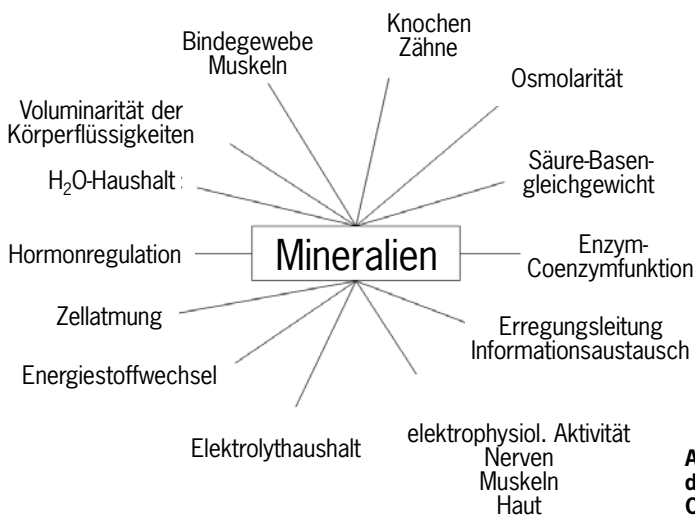 Bindegewebe
Muskeln
Knochen
Zähne
Osmolarität
Voluminarität der
Körperflüssigkeiten
Säure-Basen-
gleichgewicht
H₂O-Haushalt
Hormonregulation
Mineralien
Enzym-
Coenzymfunktion
Zellatmung
Erregungsleitung
Informationsaustausch
Energiestoffwechsel
Elektrolythaushalt
elektrophysiol. Aktivität
Nerven
Muskeln
Haut